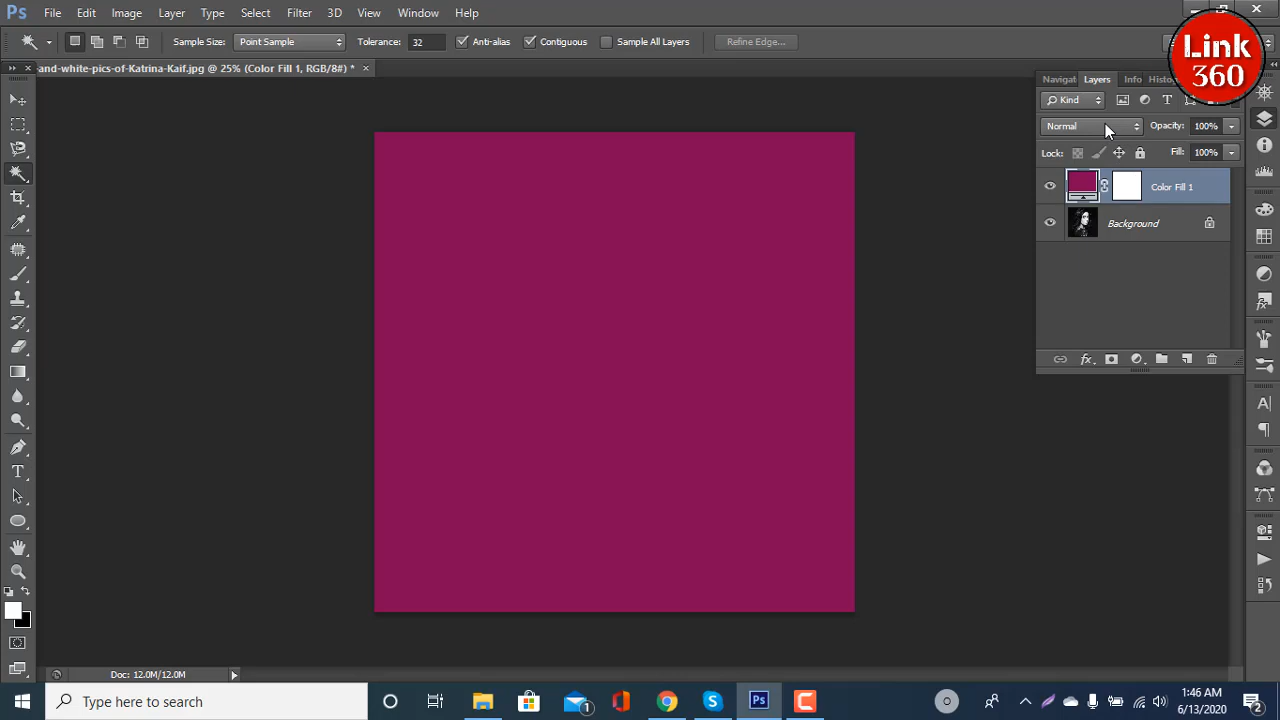 Ps File Edit Image Layer Type Select Filter 3D View Window Help
Sample Size: Point Sample Tolerance: 32 Anti-alias Contiguous Sample All Layers Refine Edge...
-and-white-pics-of-Katrina-Kaif.jpg @ 25% (Color Fill 1, RGB/8#) *
Link
360
Navigat Layers Info Histog
Kind
Normal Opacity: 100%
Lock: Fill: 100%
Color Fill 1
Background
Doc: 12.0M/12.0M
Type here to search
1:46 AM
6/13/2020